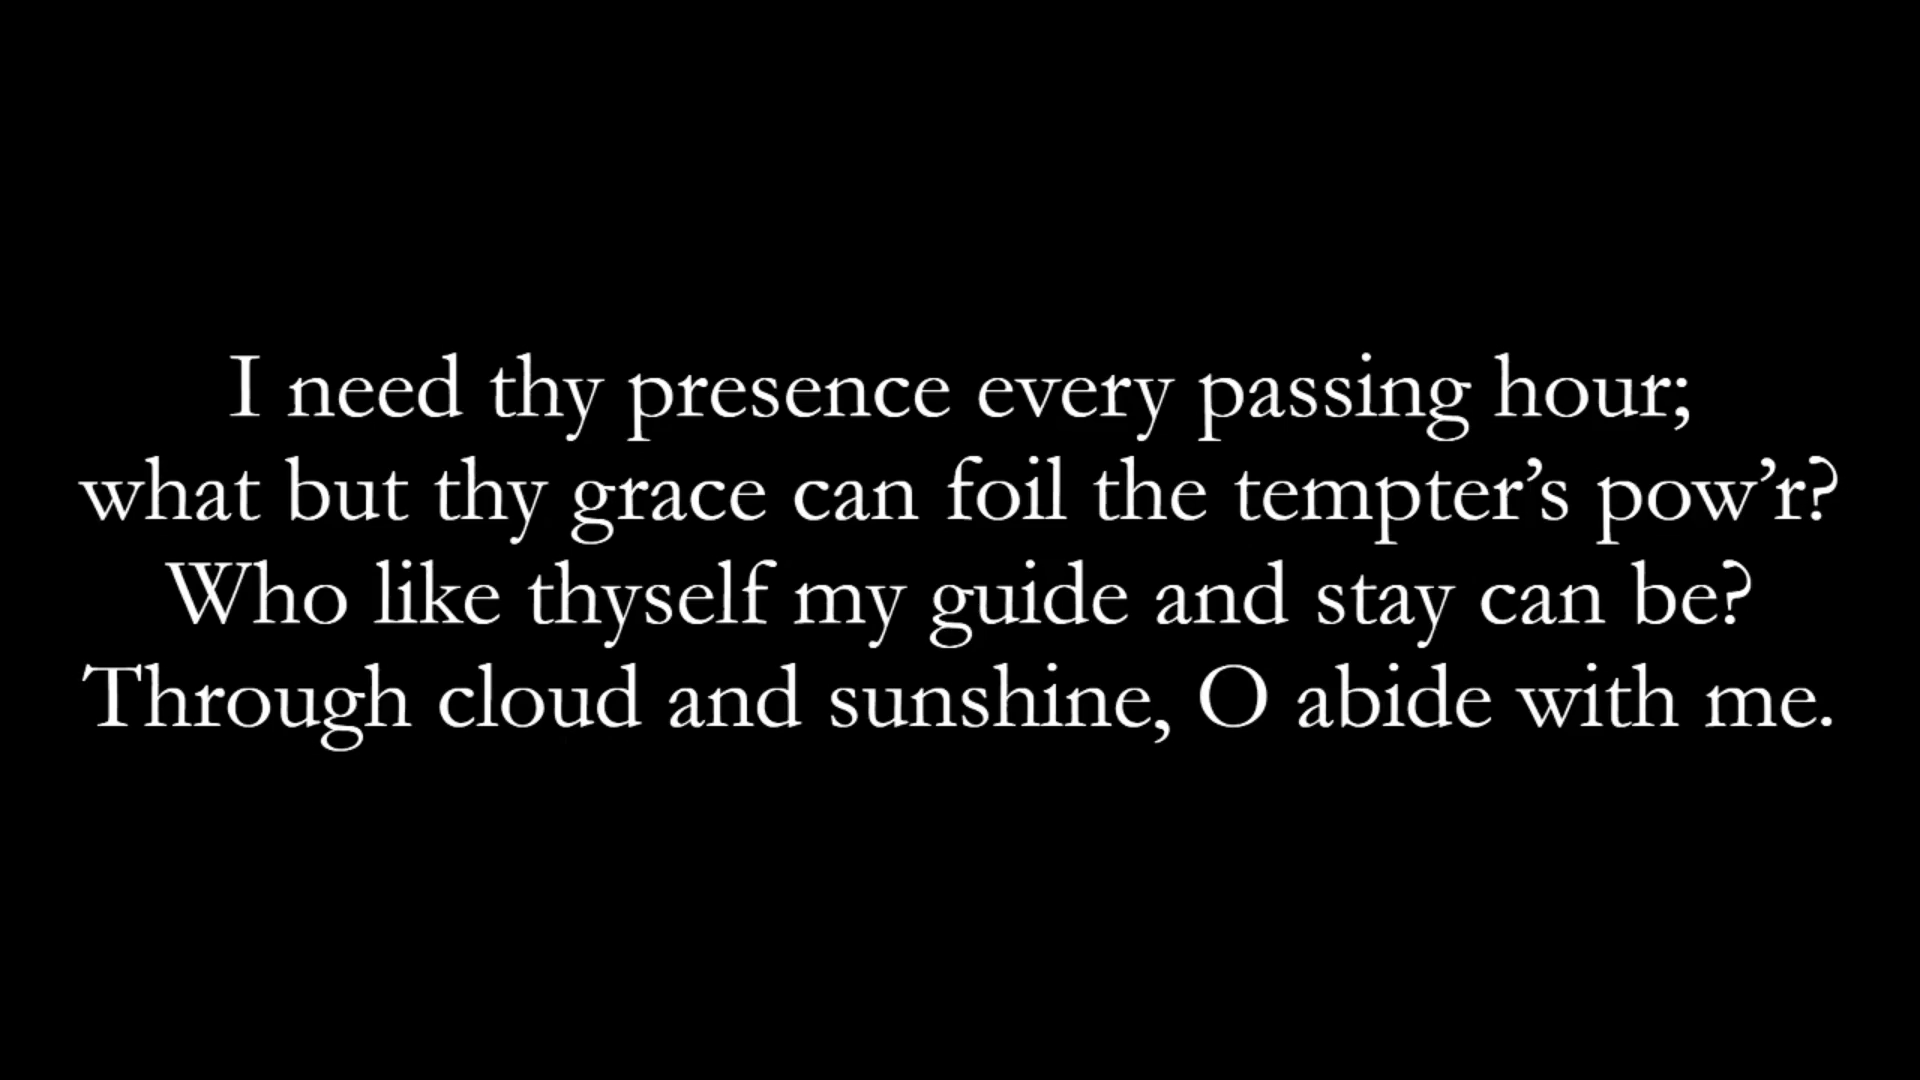 I need thy presence every passing hour;
what but thy grace can foil the tempter’s pow’r?
Who like thyself my guide and stay can be?
Through cloud and sunshine, O abide with me.